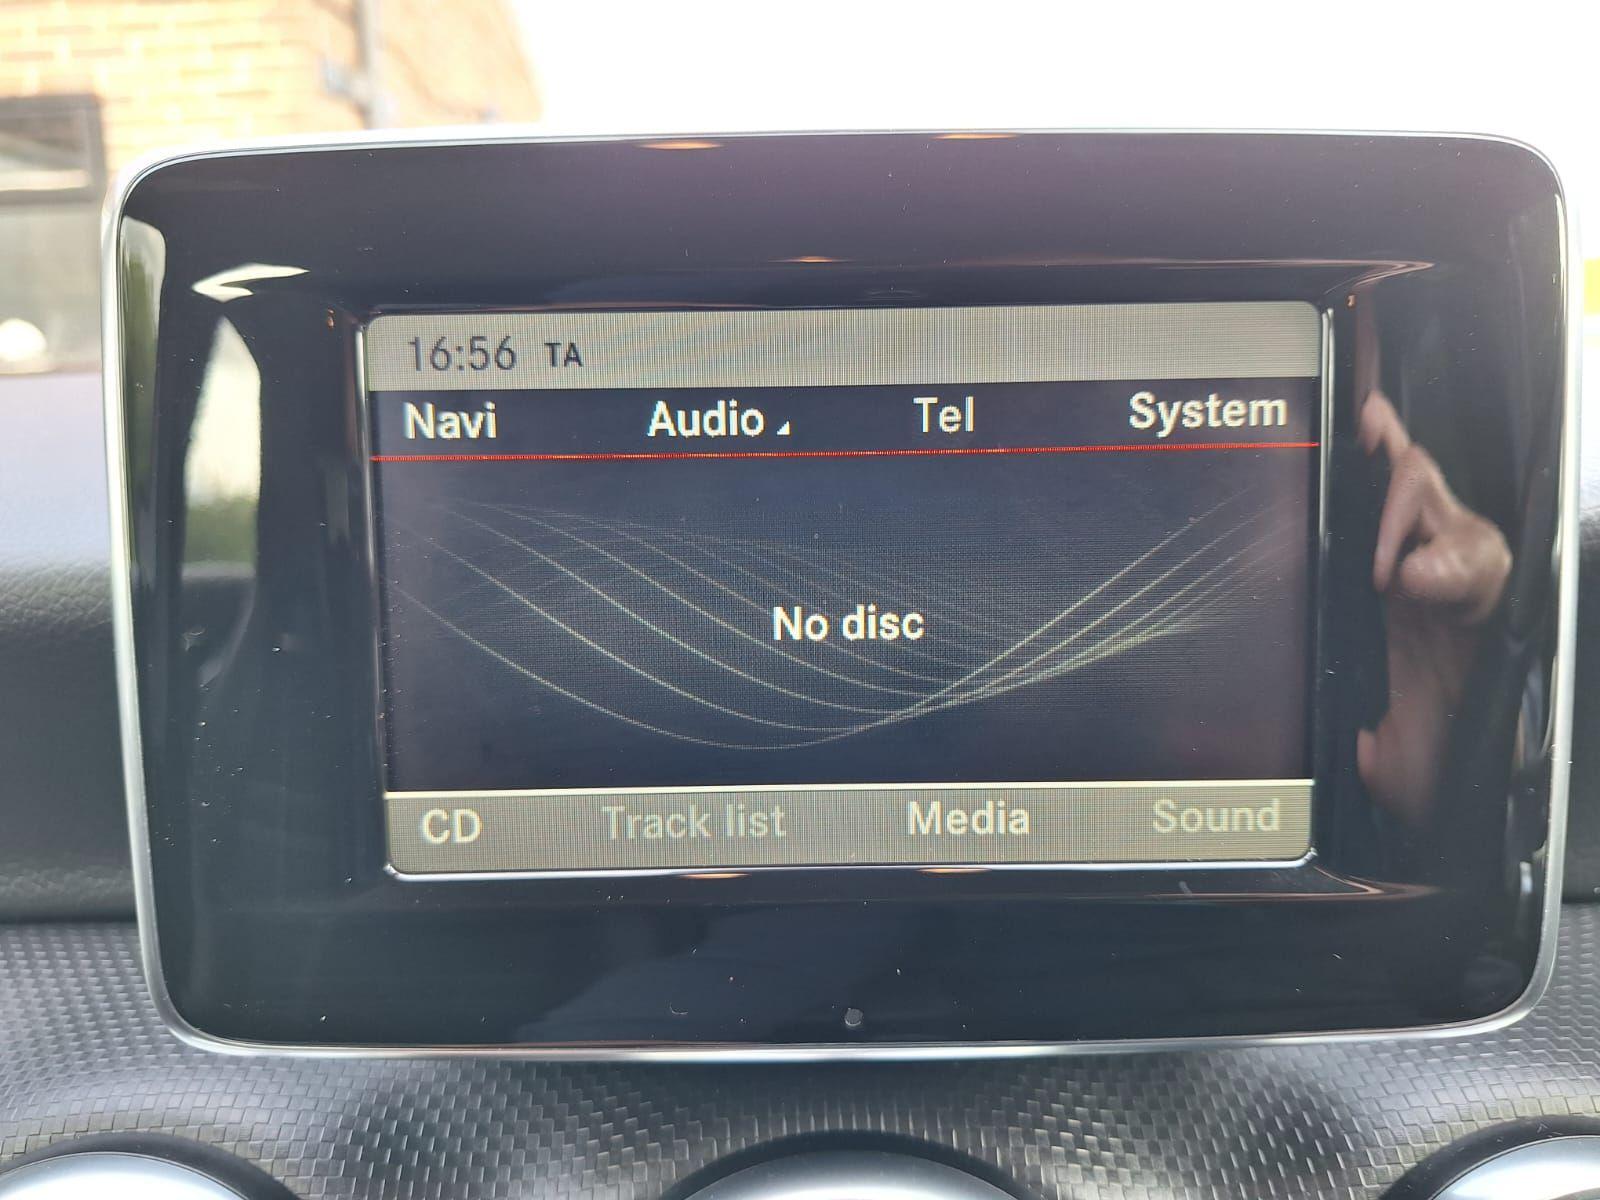 16:56 TA
Navi Audio Tel System
No disc
CD Track list Media Sound